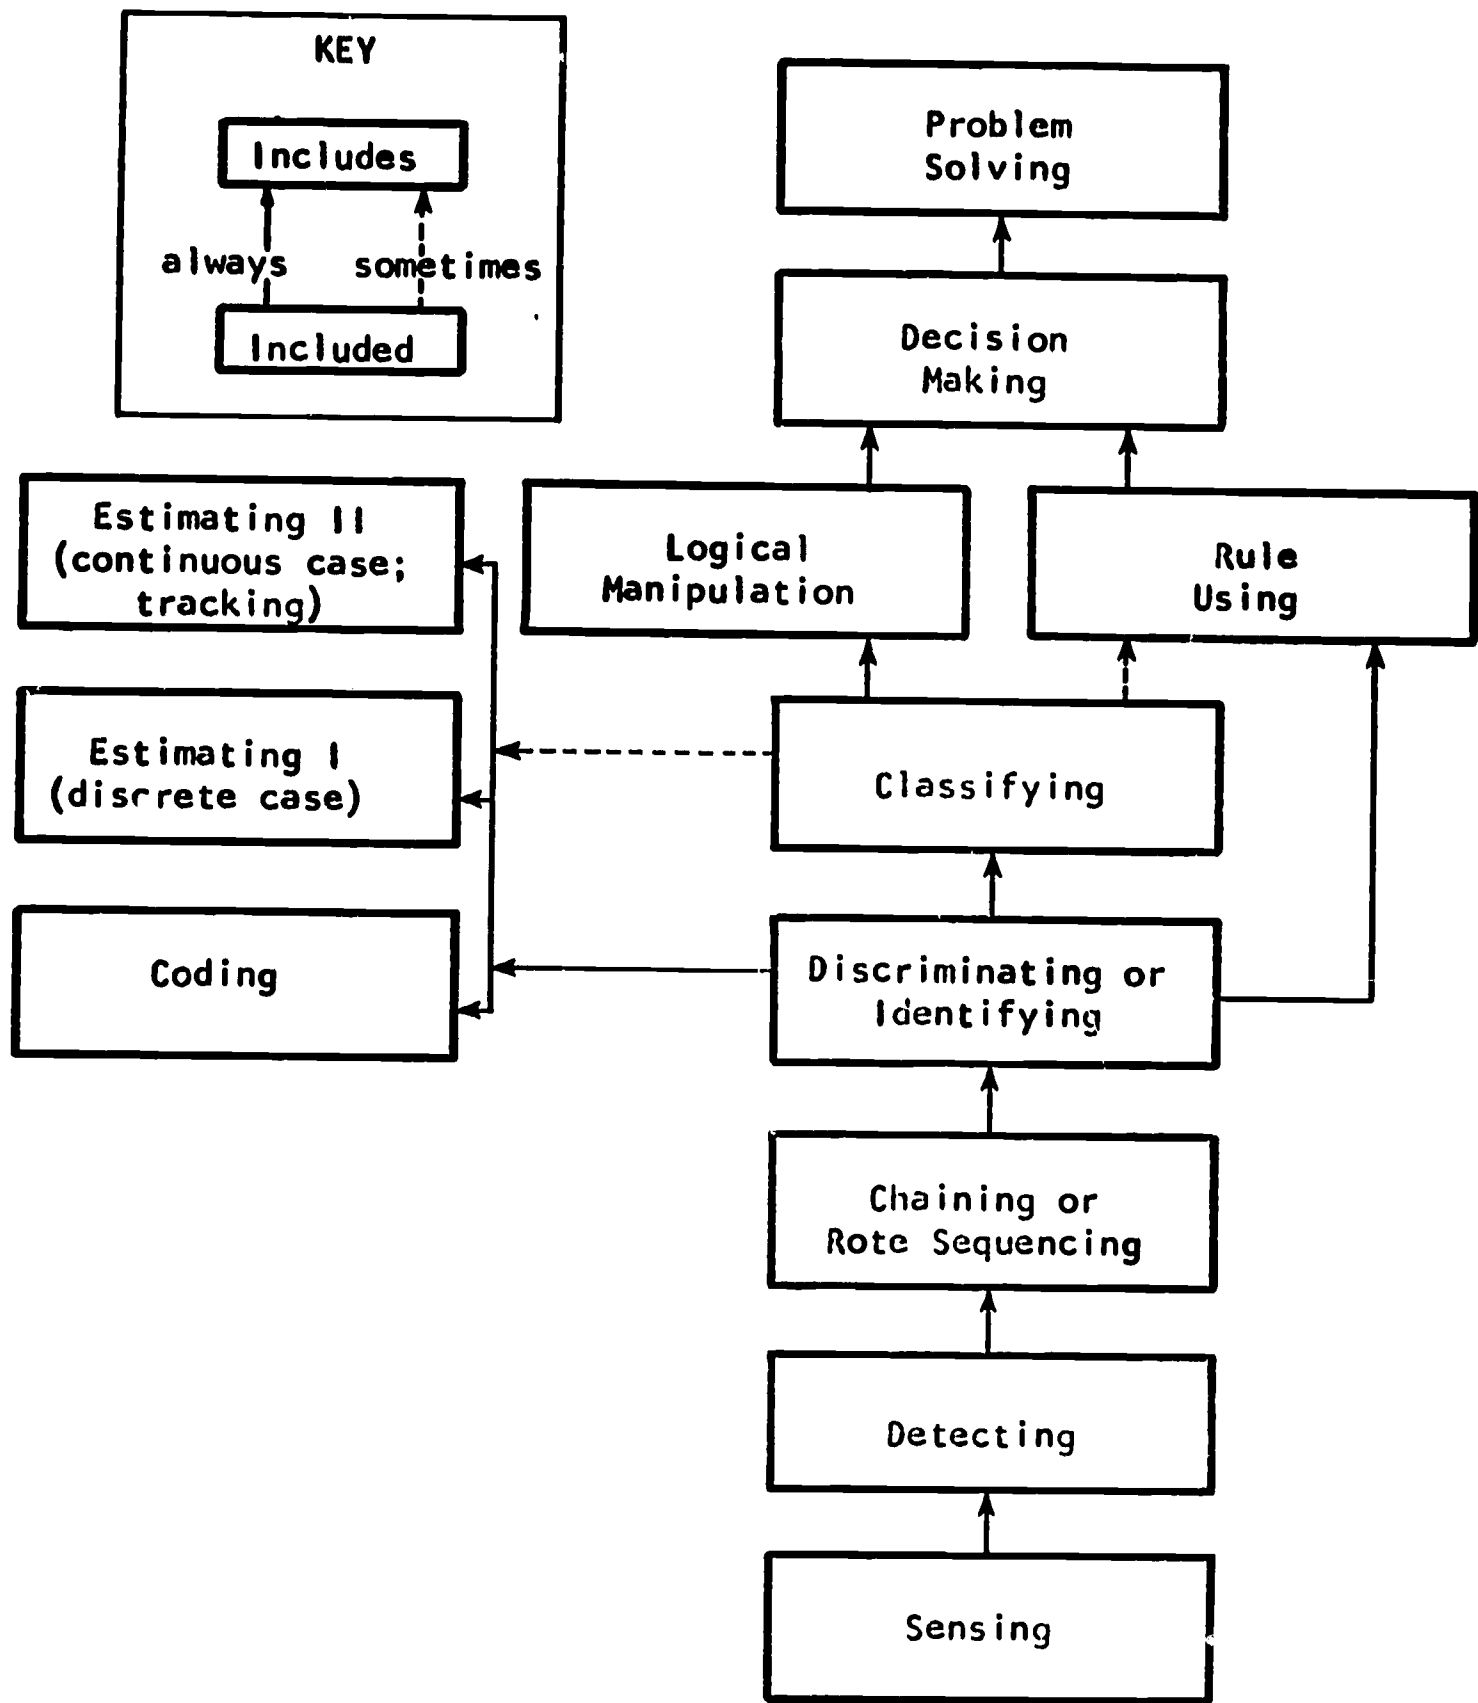 KEY
Includes
always sometimes
Included
Problem
Solving
Decision
Making
Estimating II
(continuous case;
tracking)
Logical
Manipulation
Rule
Using
Estimating I
(discrete case)
Classifying
Coding
Discriminating or
Identifying
Chaining or
Rote Sequencing
Detecting
Sensing